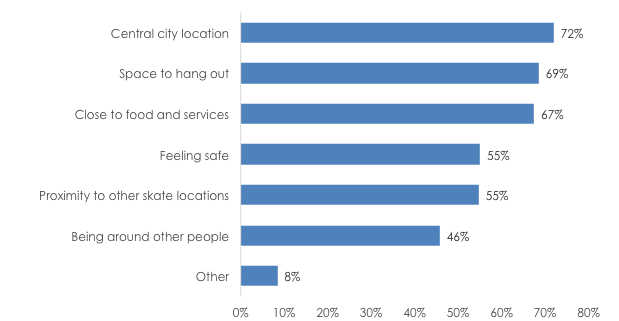 Central city location 72%
Space to hang out 69%
Close to food and services 67%
Feeling safe 55%
Proximity to other skate locations 55%
Being around other people 46%
Other 8%
0% 10% 20% 30% 40% 50% 60% 70% 80%